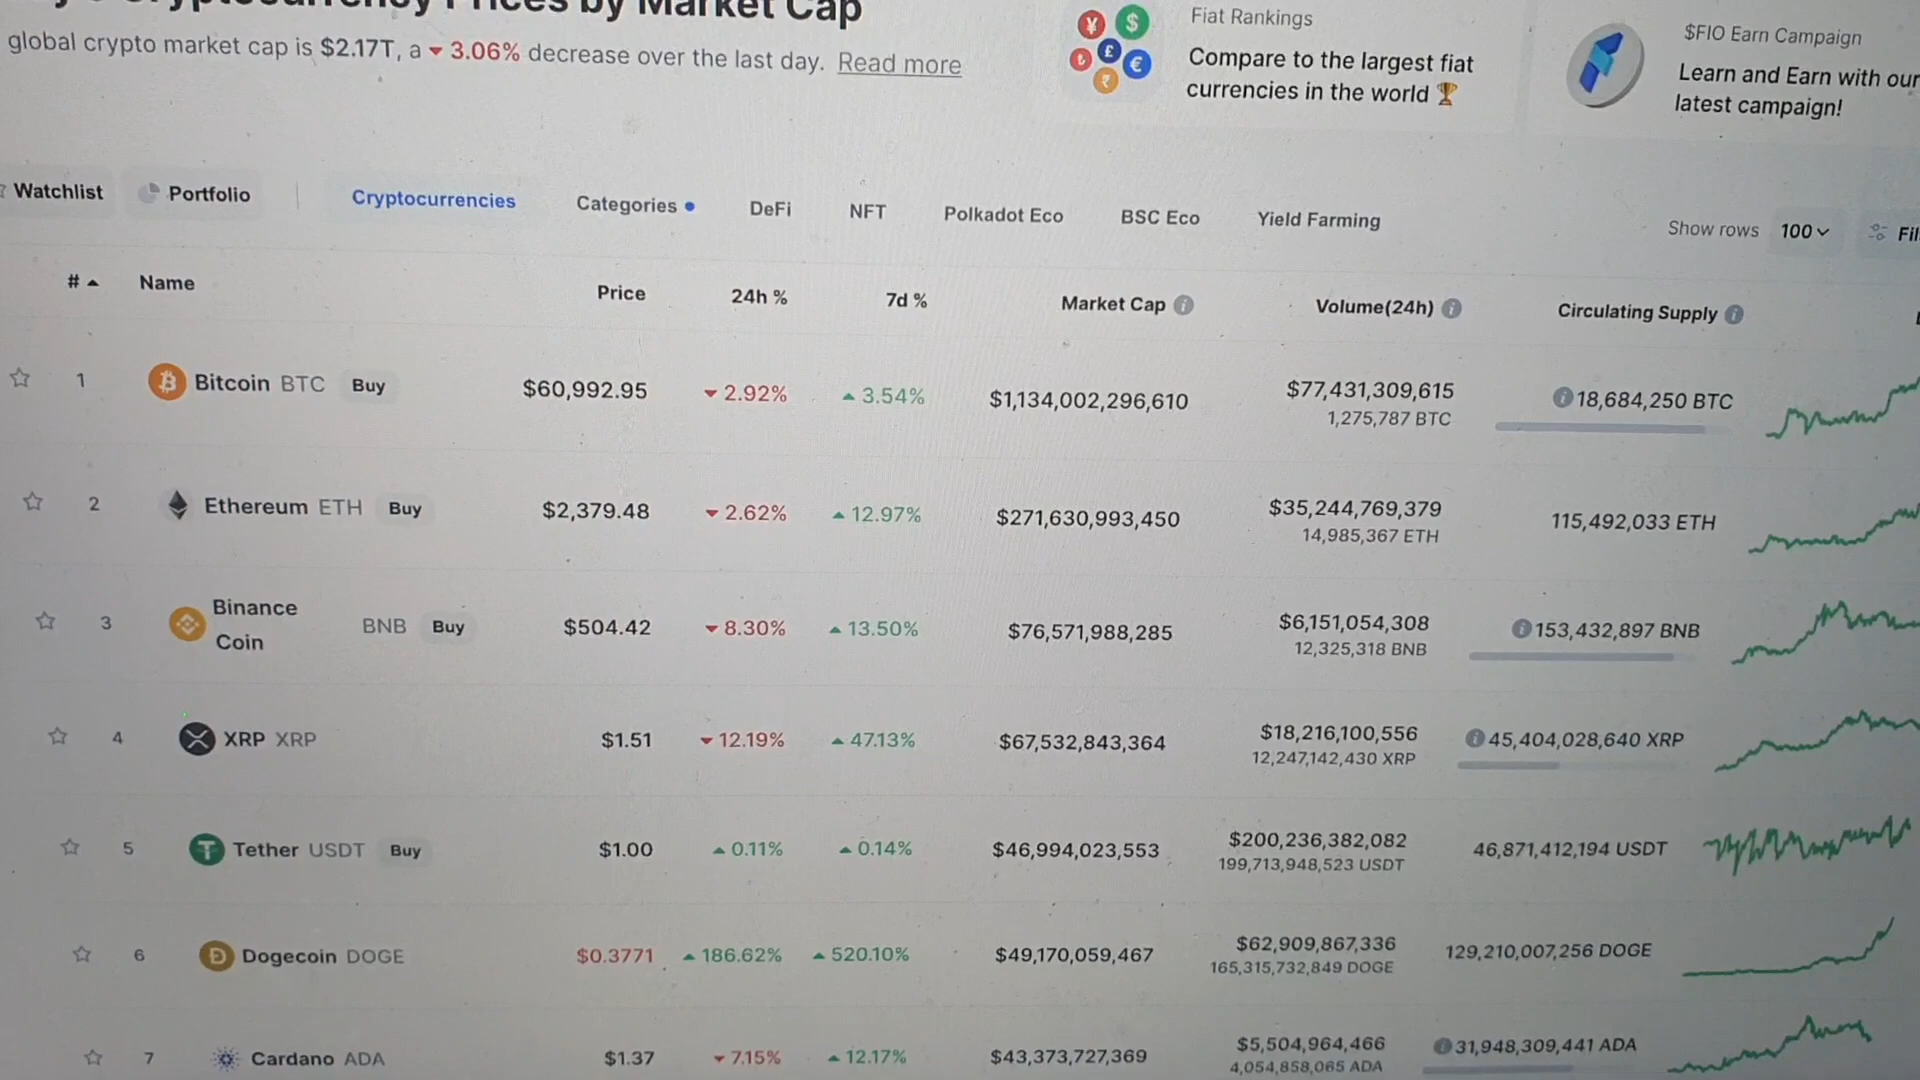 Cryptocurrency Prices by Market Cap
global crypto market cap is $2.17T, a ▼ 3.06% decrease over the last day. Read more
Fiat Rankings
Compare to the largest fiat
currencies in the world 🏆
$FIO Earn Campaign
Learn and Earn with our
latest campaign!
Watchlist Portfolio Cryptocurrencies Categories DeFi NFT Polkadot Eco BSC Eco Yield Farming Show rows 100
# Name Price 24h % 7d % Market Cap Volume(24h) Circulating Supply
1 Bitcoin BTC Buy $60,992.95 ▼ 2.92% ▲ 3.54% $1,134,002,296,610 $77,431,309,615 18,684,250 BTC
1,275,787 BTC
2 Ethereum ETH Buy $2,379.48 ▼ 2.62% ▲ 12.97% $271,630,993,450 $35,244,769,379 115,492,033 ETH
14,985,367 ETH
3 Binance Coin BNB Buy $504.42 ▼ 8.30% ▲ 13.50% $76,571,988,285 $6,151,054,308 153,432,897 BNB
12,325,318 BNB
4 XRP XRP $1.51 ▼ 12.19% ▲ 47.13% $67,532,843,364 $18,216,100,556 45,404,028,640 XRP
12,247,142,430 XRP
5 Tether USDT Buy $1.00 ▲ 0.11% ▲ 0.14% $46,994,023,553 $200,236,382,082 46,871,412,194 USDT
199,713,948,523 USDT
6 Dogecoin DOGE $0.3771 ▲ 186.62% ▲ 520.10% $49,170,059,467 $62,909,867,336 129,210,007,256 DOGE
165,315,732,849 DOGE
7 Cardano ADA $1.37 ▼ 7.15% ▲ 12.17% $43,373,727,369 $5,504,964,466 31,948,309,441 ADA
4,054,858,065 ADA